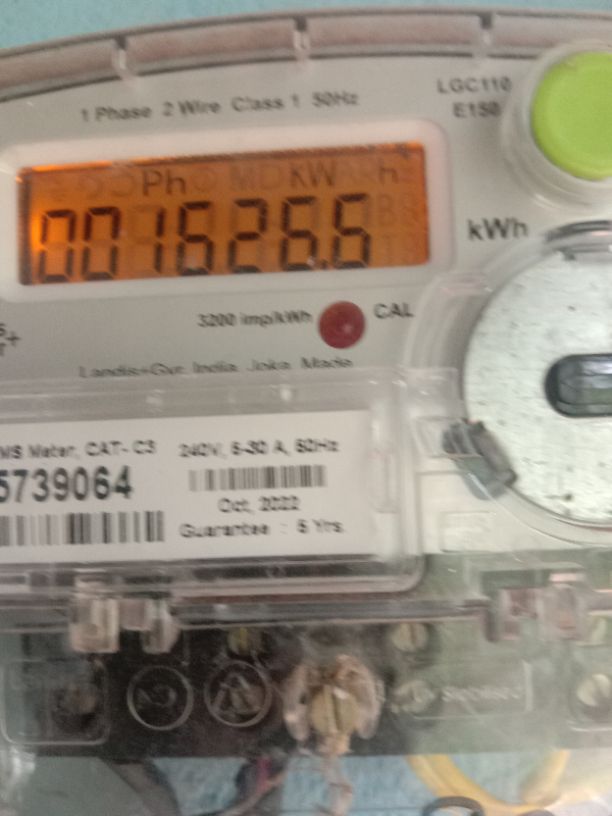 LGC110
E150
1 Phase 2 Wire Class 1 50Hz
Ph MD KW h
001626.6
kWh
3200 imp/kWh
CAL
Landis+Gyr, India, Joka, Made
MS Meter, CAT- C3
240V, 5-30 A, 50Hz
5739064
Oct, 2022
Guarantee : 5 Yrs.